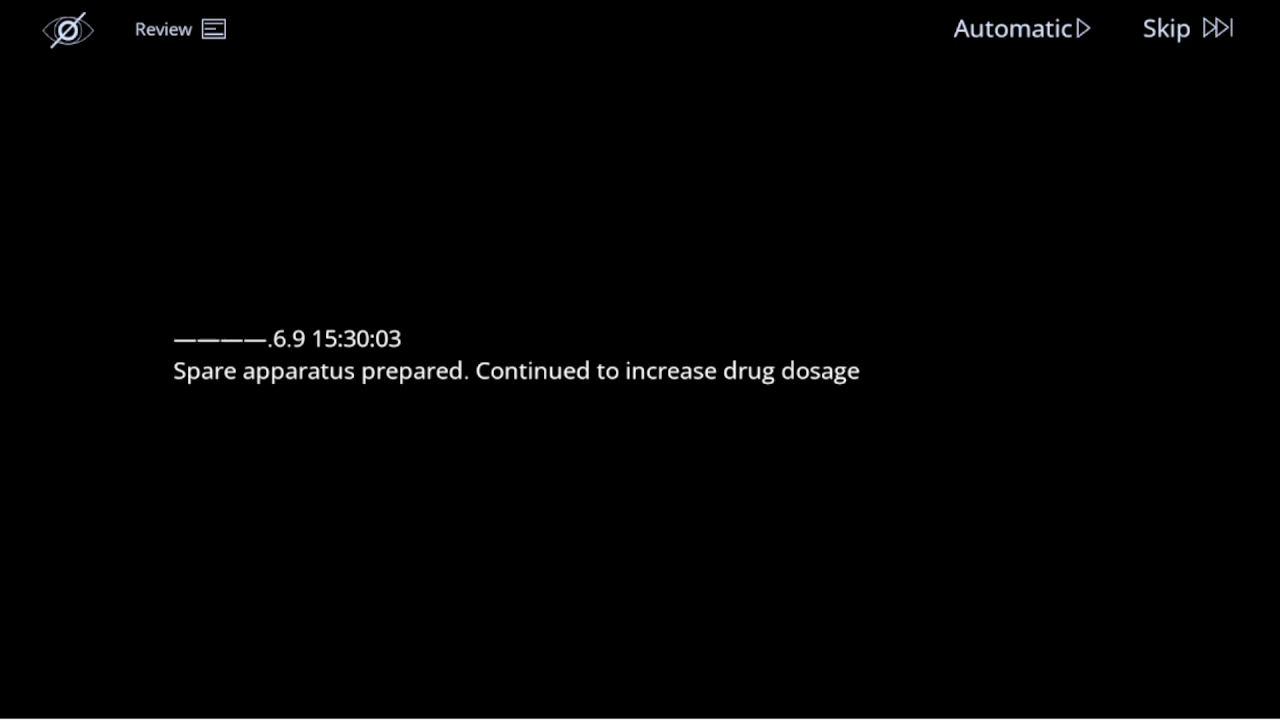 Review
Automatic
Skip
————.6.9 15:30:03
Spare apparatus prepared. Continued to increase drug dosage